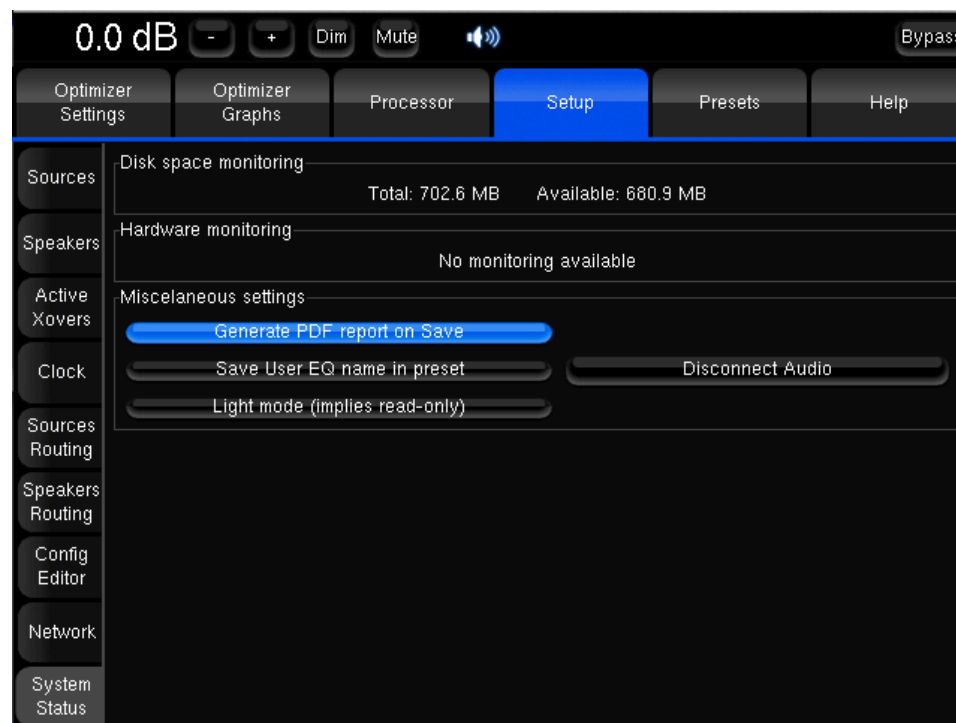 0.0 dB - + Dim Mute Bypass
Optimizer Settings
Optimizer Graphs
Processor
Setup
Presets
Help
Sources
Speakers
Active Xovers
Clock
Sources Routing
Speakers Routing
Config Editor
Network
System Status
Disk space monitoring
Total: 702.6 MB Available: 680.9 MB
Hardware monitoring
No monitoring available
Miscelaneous settings
Generate PDF report on Save
Save User EQ name in preset
Disconnect Audio
Light mode (implies read-only)